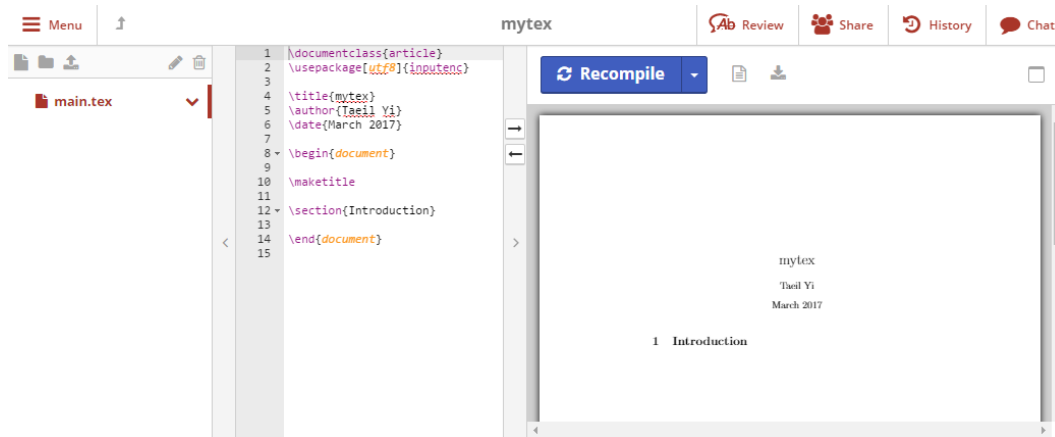 Menu
mytex
Review
Share
History
Chat
main.tex
1 \documentclass{article}
2 \usepackage[utf8]{inputenc}
3
4 \title{mytex}
5 \author{Taeil Yi}
6 \date{March 2017}
7
8 \begin{document}
9
10 \maketitle
11
12 \section{Introduction}
13
14 \end{document}
15
Recompile
mytex
Taeil Yi
March 2017
1 Introduction